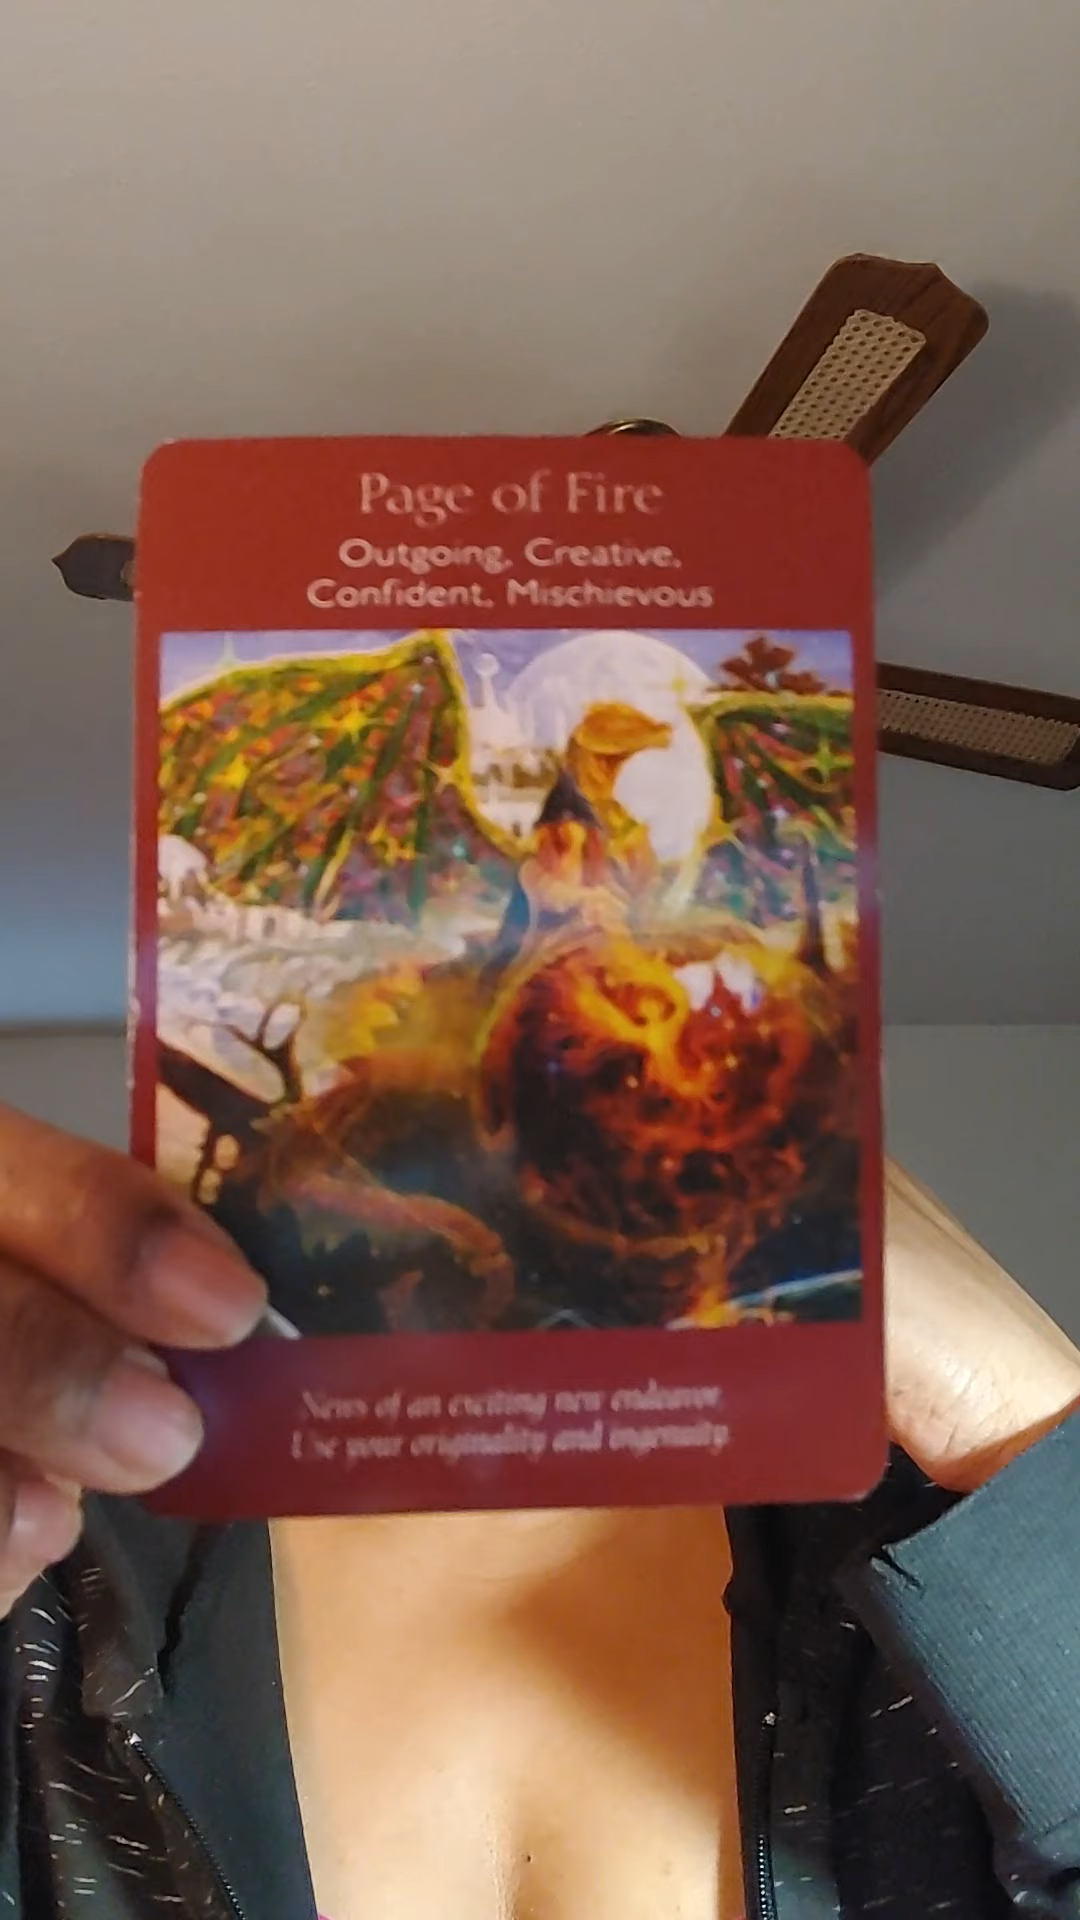 Page of Fire
Outgoing, Creative,
Confident, Mischievous
News of an exciting new endeavor.
Use your originality and ingenuity.